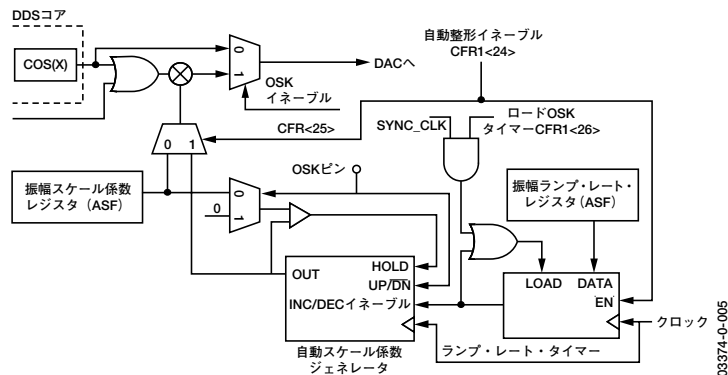 DDSコア
COS(X)
0
1
DACへ
OSK
イネーブル
自動整形イネーブル
CFR1<24>
CFR<25>
SYNC_CLK
ロードOSK
タイマーCFR1<26>
0 1
OSKピン
振幅スケール係数
レジスタ（ASF）
0
0
1
振幅ランプ・レート・
レジスタ（ASF）
OUT
HOLD
UP/DN
INC/DECイネーブル
LOAD DATA
EN
クロック
自動スケール係数
ジェネレータ
ランプ・レート・タイマー
03374-0-005